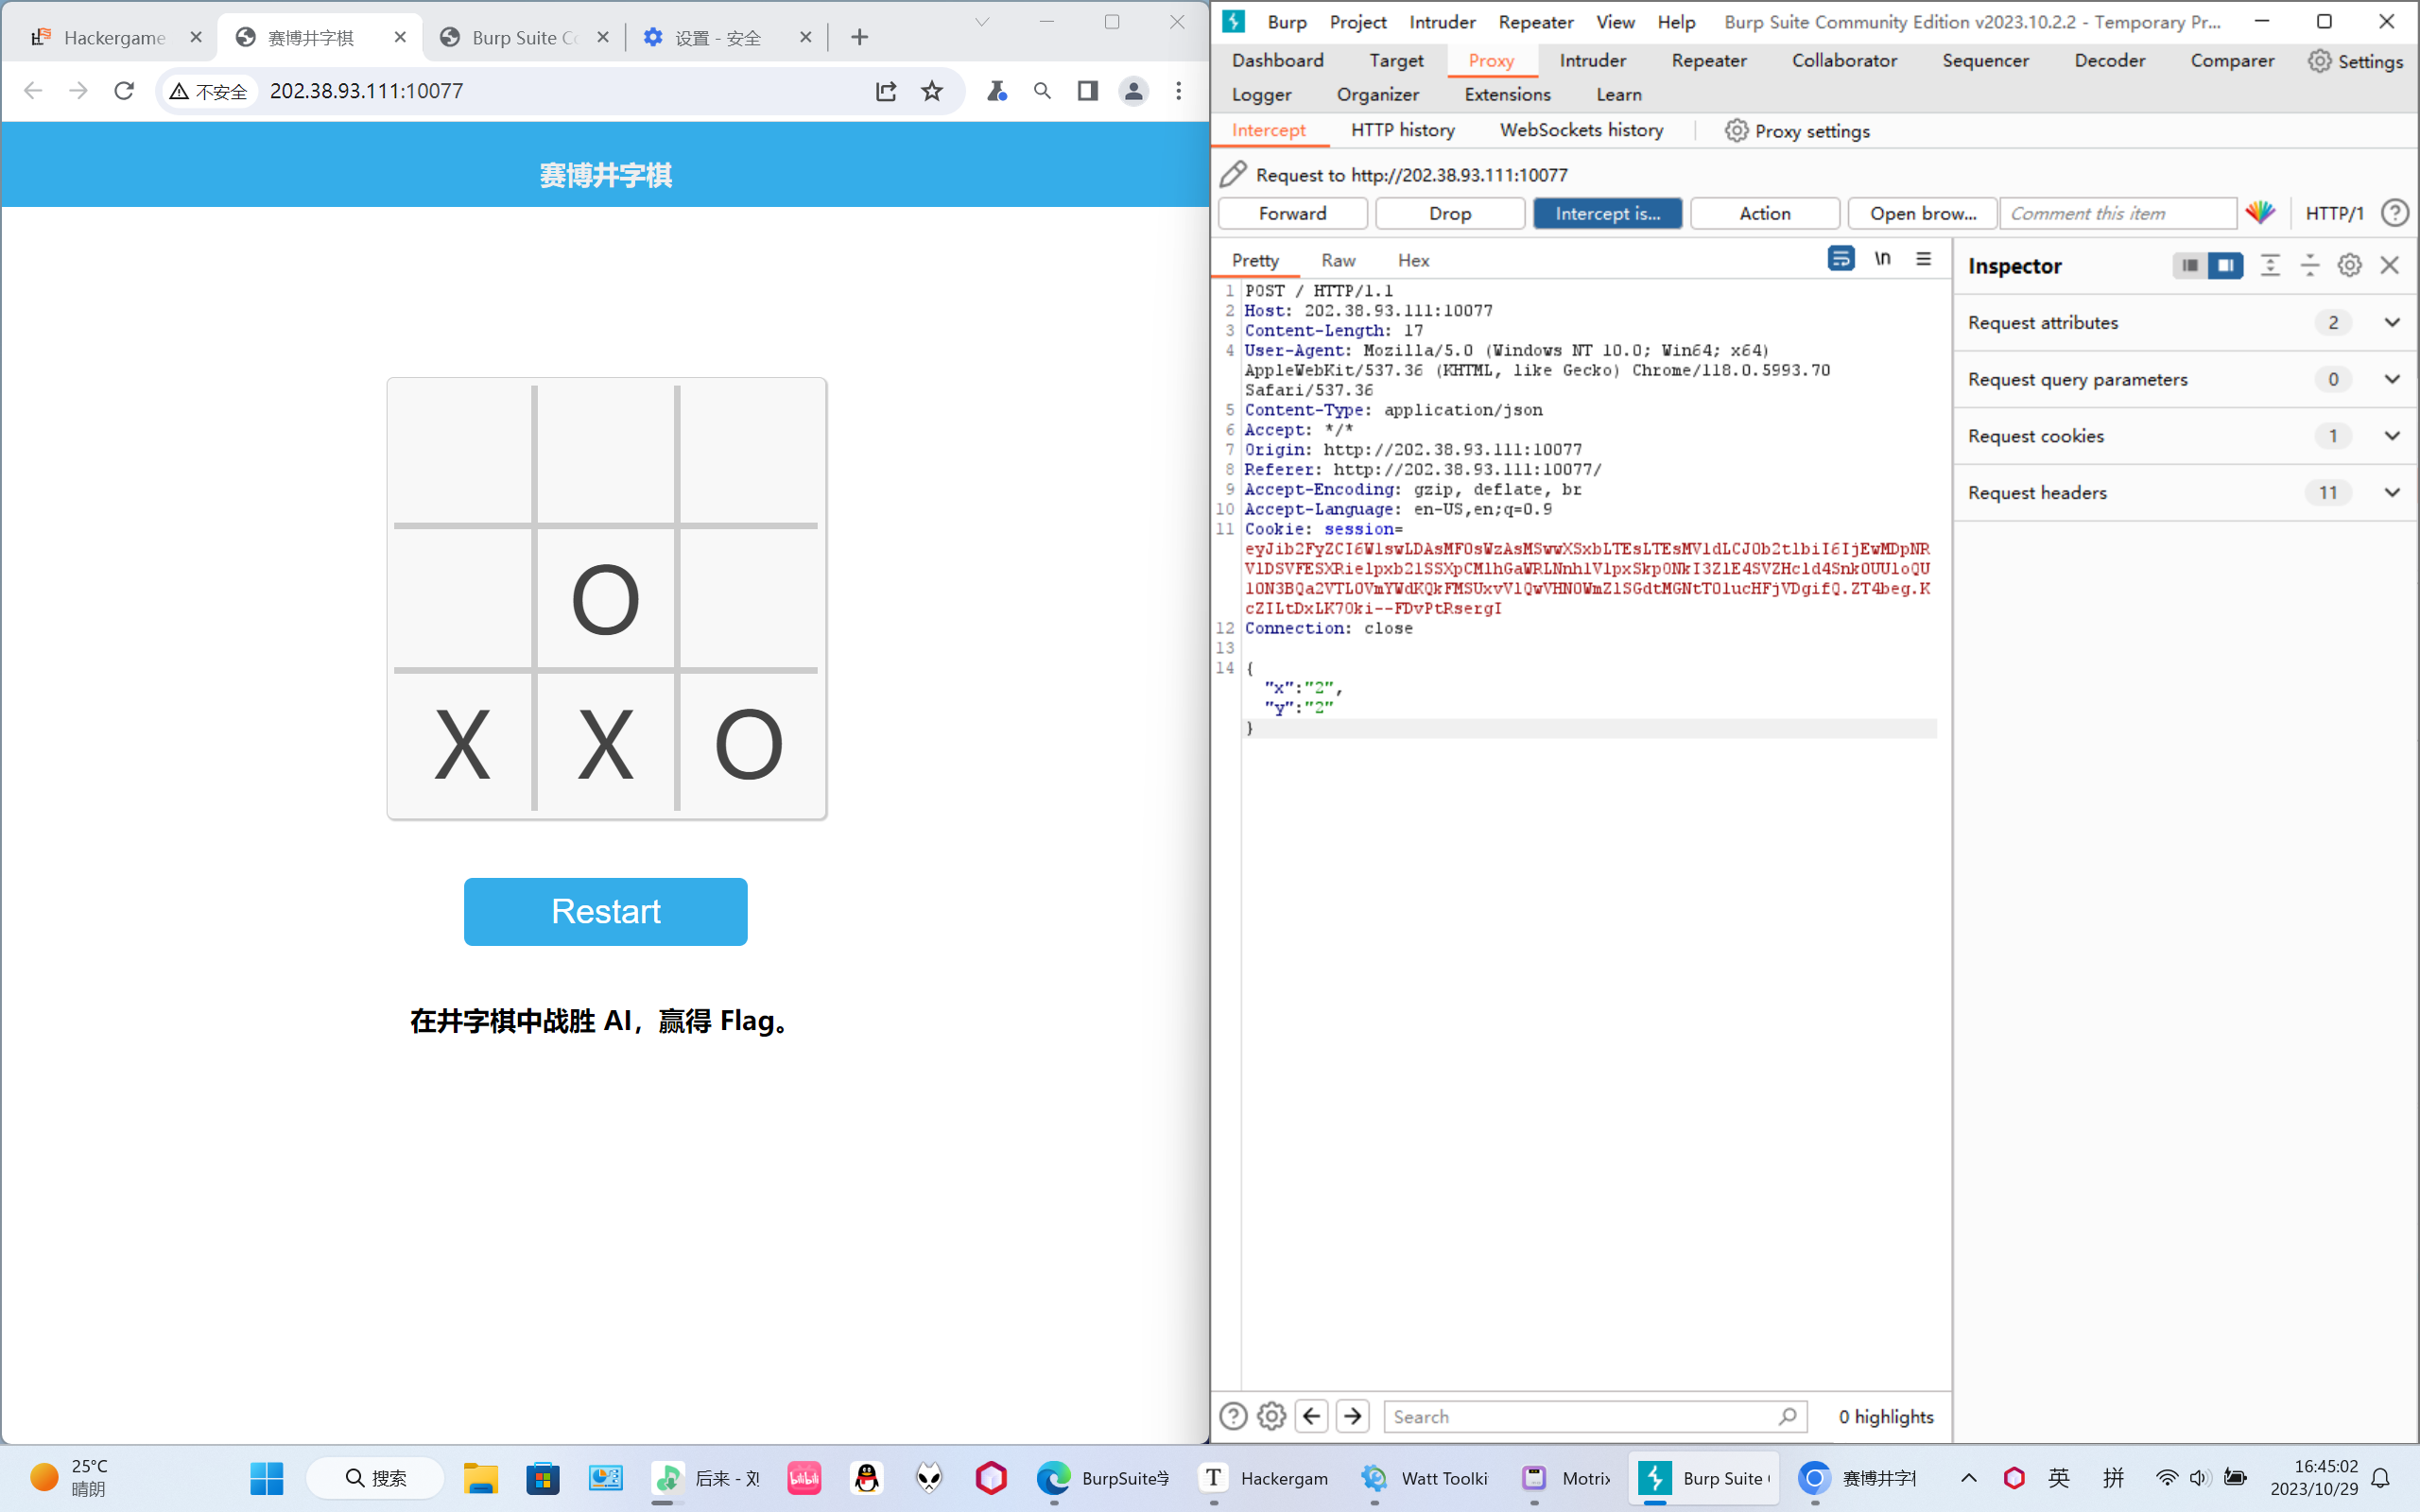 Hackergame
赛博井字棋
Burp Suite Co
设置 - 安全
不安全
202.38.93.111:10077
赛博井字棋
O
X X O
Restart
在井字棋中战胜 AI，赢得 Flag。
Burp Project Intruder Repeater View Help Burp Suite Community Edition v2023.10.2.2 - Temporary Pr...
Dashboard Target Proxy Intruder Repeater Collaborator Sequencer Decoder Comparer Settings
Logger Organizer Extensions Learn
Intercept HTTP history WebSockets history Proxy settings
Request to http://202.38.93.111:10077
Forward Drop Intercept is... Action Open brow... Comment this item HTTP/1
Pretty Raw Hex \n
1 POST / HTTP/1.1
2 Host: 202.38.93.111:10077
3 Content-Length: 17
4 User-Agent: Mozilla/5.0 (Windows NT 10.0; Win64; x64)
AppleWebKit/537.36 (KHTML, like Gecko) Chrome/118.0.5993.70
Safari/537.36
5 Content-Type: application/json
6 Accept: */*
7 Origin: http://202.38.93.111:10077
8 Referer: http://202.38.93.111:10077/
9 Accept-Encoding: gzip, deflate, br
10 Accept-Language: en-US,en;q=0.9
11 Cookie: session=
12 Connection: close
13
14 {
"x":"2",
"y":"2"
}
Inspector
Request attributes 2
Request query parameters 0
Request cookies 1
Request headers 11
Search
0 highlights
25°C
晴朗
搜索
后来 - 刘
bilibili
BurpSuite学
Hackergam
Watt Toolki
Motrix
Burp Suite
赛博井字棋
英
拼
16:45:02
2023/10/29